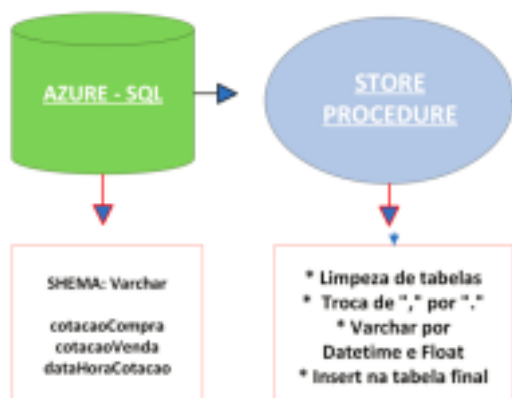 AZURE - SQL
STORE
PROCEDURE
SHEMA: Varchar
cotacaoCompra
cotacaoVenda
dataHoraCotacao
* Limpeza de tabelas
* Troca de "," por "."
* Varchar por
Datetime e Float
* Insert na tabela final